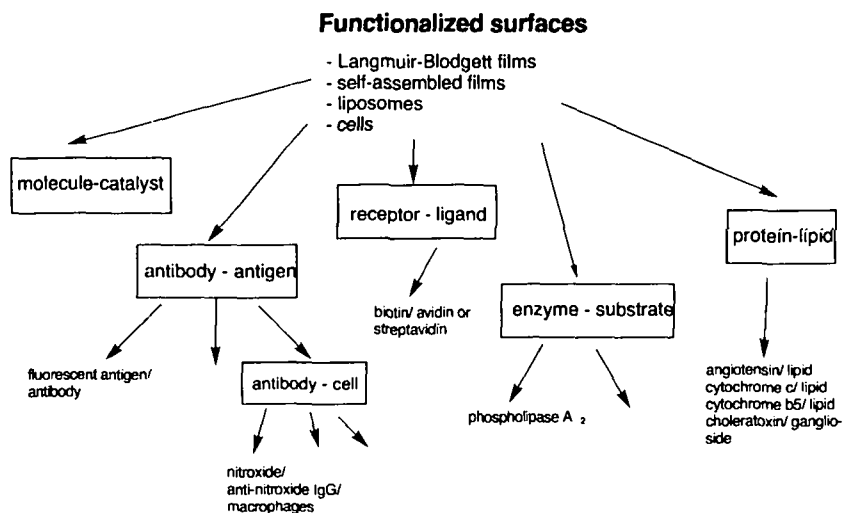 Functionalized surfaces
- Langmuir-Blodgett films
- self-assembled films
- liposomes
- cells
molecule-catalyst
receptor - ligand
protein-lipid
antibody - antigen
biotin/ avidin or
streptavidin
enzyme - substrate
fluorescent antigen/
antibody
antibody - cell
phospholipase A 2
angiotensin/ lipid
cytochrome c/ lipid
cytochrome b5/ lipid
choleratoxin/ ganglio-
side
nitroxide/
anti-nitroxide IgG/
macrophages